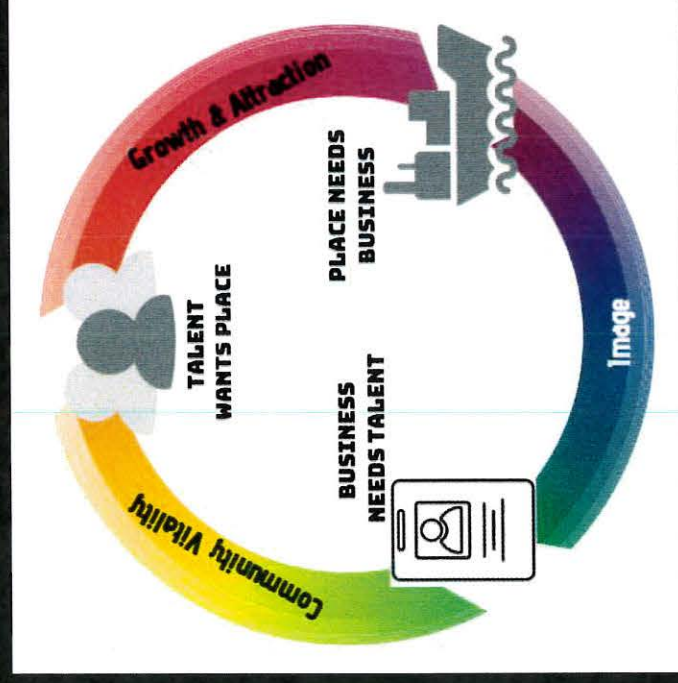 Growth & Attraction
TALENT
WANTS PLACE
PLACE NEEDS
BUSINESS
BUSINESS
NEEDS TALENT
Community Vitality
Image